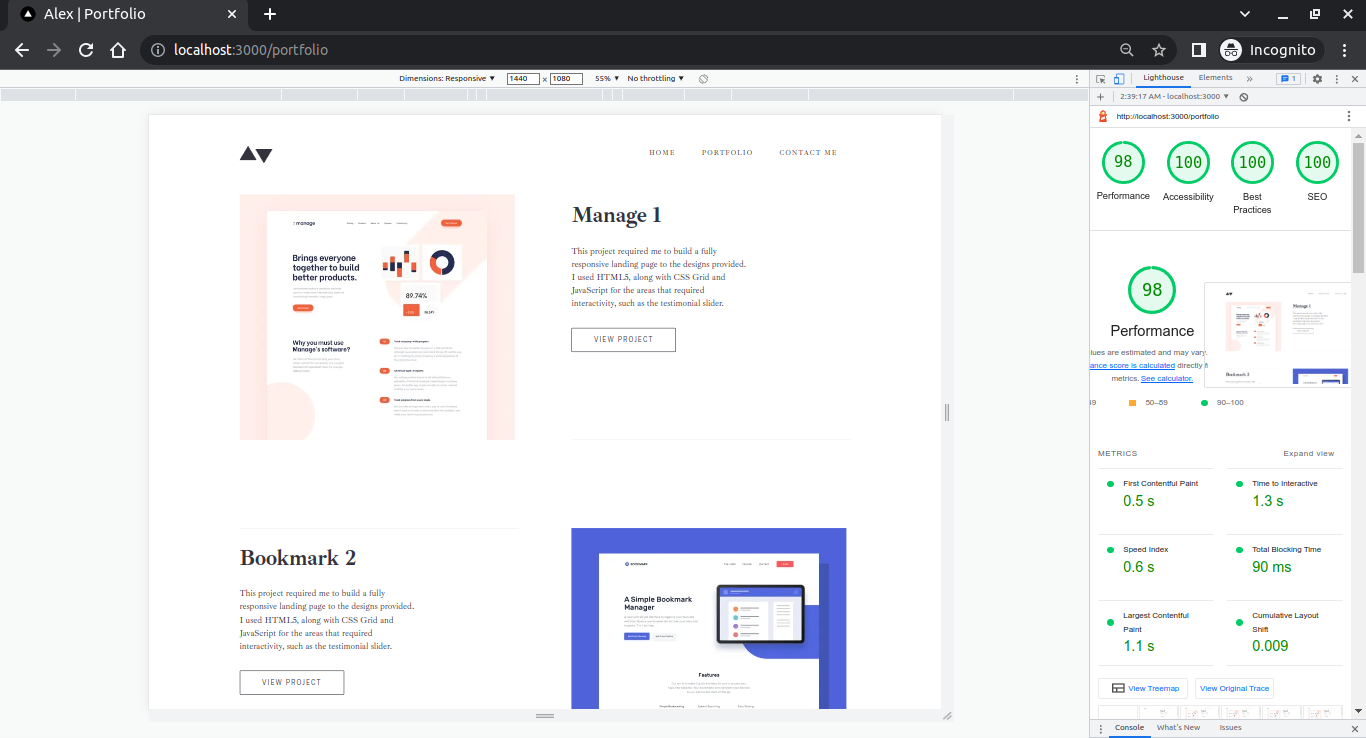 Alex | Portfolio
localhost:3000/portfolio
Incognito
Dimensions: Responsive ▼ 1440 × 1080 55% ▼ No throttling ▼
Lighthouse Elements » 1
2:39:17 AM - localhost:3000 ▼
http://localhost:3000/portfolio
HOME PORTFOLIO CONTACT ME
manage
Brings everyone
together to build
better products.
89.74%
Why you must use
Manage's software?
Manage 1
This project required me to build a fully
responsive landing page to the designs provided.
I used HTML5, along with CSS Grid and
JavaScript for the areas that required
interactivity, such as the testimonial slider.
VIEW PROJECT
Bookmark 2
This project required me to build a fully
responsive landing page to the designs provided.
I used HTML5, along with CSS Grid and
JavaScript for the areas that required
interactivity, such as the testimonial slider.
VIEW PROJECT
BOOKMARK
A Simple Bookmark
Manager
Features
98 100 100 100
Performance Accessibility Best
Practices SEO
98
Performance
Manage 1
Bookmark 2
lues are estimated and may vary.
ance score is calculated directly f
metrics. See calculator.
50–89 90–100
METRICS Expand view
First Contentful Paint
0.5 s
Time to Interactive
1.3 s
Speed Index
0.6 s
Total Blocking Time
90 ms
Largest Contentful
Paint
1.1 s
Cumulative Layout
Shift
0.009
View Treemap View Original Trace
Console What's New Issues